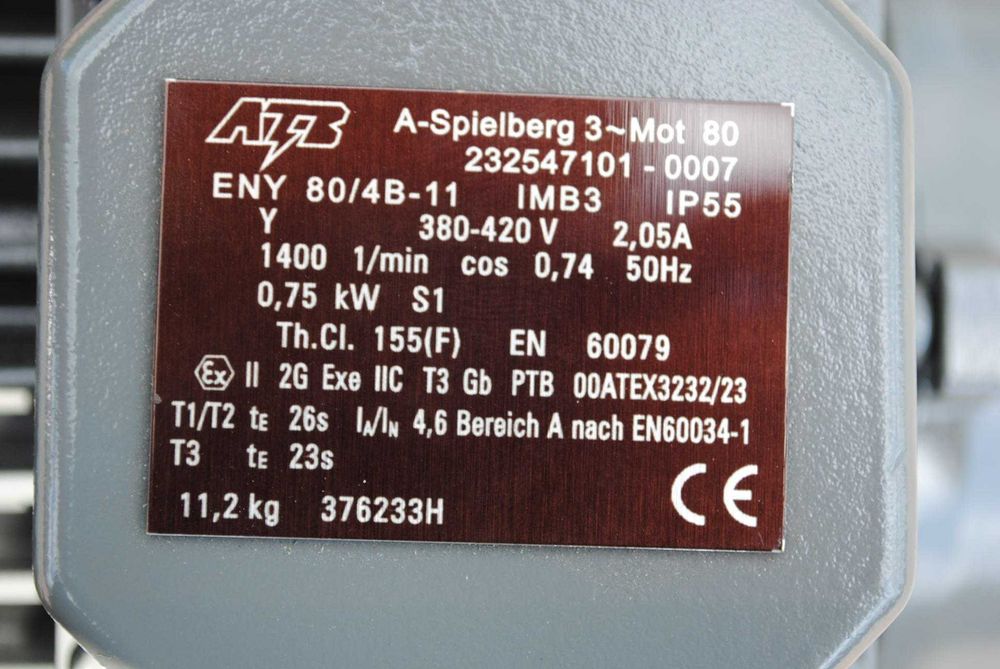 ATB A-Spielberg 3~Mot 80
232547101-0007
ENY 80/4B-11 IMB3 IP55
Y 380-420 V 2,05A
1400 1/min cos 0,74 50Hz
0,75 kW S1
Th.Cl. 155(F) EN 60079
Ex II 2G Exe IIC T3 Gb PTB 00ATEX3232/23
T1/T2 tE 26s IA/IN 4,6 Bereich A nach EN60034-1
T3 tE 23s
11,2 kg 376233H CE